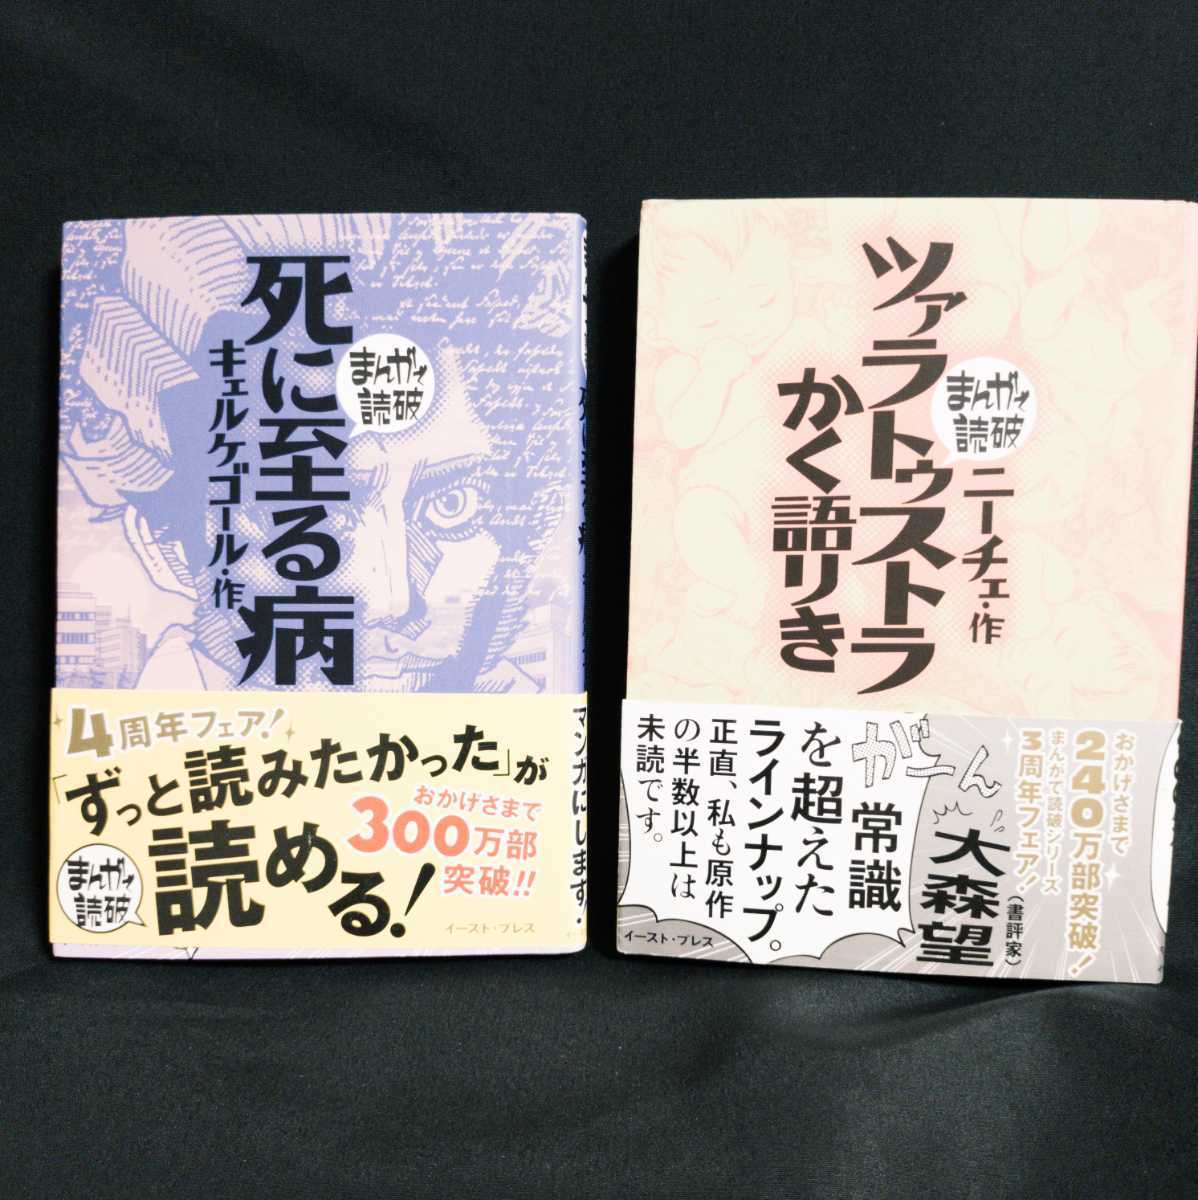 死に至る病
キェルケゴール・作
まんがで
読破
4周年フェア!
「ずっと読みたかった」が
読める!
おかげさまで
300万部
突破!!
まんがで
読破
イースト・プレス
マンガにします!
ツァラトゥストラ
かく語りき
まんがで
読破
ニーチェ・作
おかげさまで
240万部突破!
まんがで読破シリーズ
3周年フェア!
大森望
(書評家)
がーん
常識
を超えた
ラインナップ。
正直、私も原作
の半数以上は
未読です。
イースト・プレス